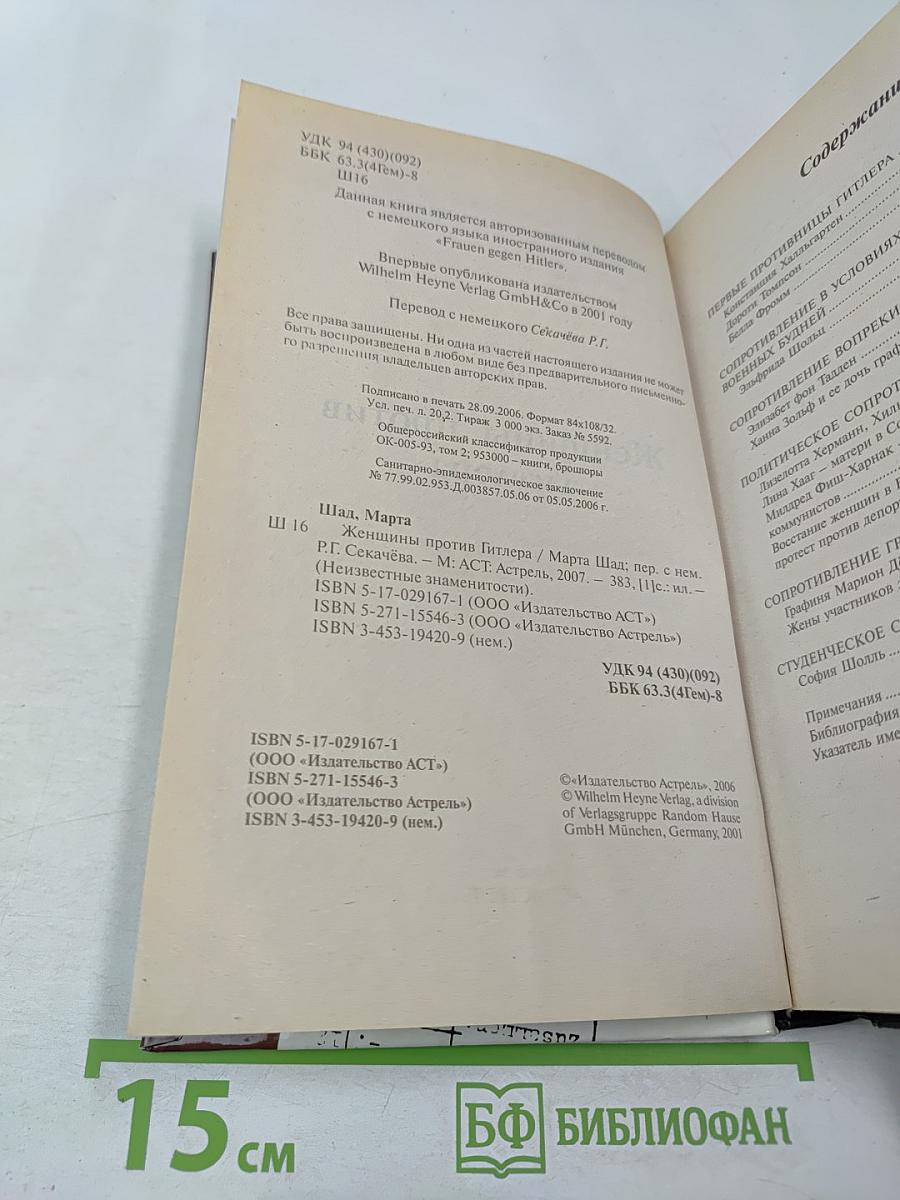 УДК 94 (430)(092)
ББК 63.3(4Гем)-8
Ш16
Данная книга является авторизованным переводом
с немецкого языка иностранного издания
«Frauen gegen Hitler».
Впервые опубликована издательством
Wilhelm Heyne Verlag GmbH&Co в 2001 году
Перевод с немецкого Секачёва Р.Г.
Все права защищены. Ни одна из частей настоящего издания не может
быть воспроизведена в любом виде без предварительного письменно-
го разрешения владельцев авторских прав.
Подписано в печать 28.09.2006. Формат 84х108/32.
Усл. печ. л. 20,2. Тираж 3 000 экз. Заказ № 5592.
Общероссийский классификатор продукции
ОК-005-93, том 2; 953000 – книги, брошюры
Санитарно-эпидемиологическое заключение
№ 77.99.02.953.Д.003857.05.06 от 05.05.2006 г.
Шад, Марта
Ш 16 Женщины против Гитлера / Марта Шад; пер. с нем.
Р.Г. Секачёва. – М: АСТ: Астрель, 2007. – 383, [1]с.: ил. –
(Неизвестные знаменитости).
ISBN 5-17-029167-1 (ООО «Издательство АСТ»)
ISBN 5-271-15546-3 (ООО «Издательство Астрель»)
ISBN 3-453-19420-9 (нем.)
УДК 94 (430)(092)
ББК 63.3(4Гем)-8
ISBN 5-17-029167-1
(ООО «Издательство АСТ»)
ISBN 5-271-15546-3
(ООО «Издательство Астрель»)
ISBN 3-453-19420-9 (нем.)
©«Издательство Астрель», 2006
© Wilhelm Heyne Verlag, a division
of Verlagsgruppe Random Hause
GmbH München, Germany, 2001
Содержани
ПЕРВЫЕ ПРОТИВНИЦЫ ГИТЛЕРА
Констанция Халльгартен
Дороти Томпсон
Белла Фромм
СОПРОТИВЛЕНИЕ В УСЛОВИЯХ
ВОЕННЫХ БУДНЕЙ
Эльфрида Шольц
СОПРОТИВЛЕНИЕ ВОПРЕКИ
Элизабет фон Тадден
Ханна Зольф и ее дочь граф
ПОЛИТИЧЕСКОЕ СОПРОТ
Лизелотта Херманн, Хиль
Лина Хааг – матери в Со
Милдред Фиш-Харнак –
коммунистов
Восстание женщин в Б
протест против депор
СОПРОТИВЛЕНИЕ ГР
Графиня Марион Дё
Жены участников з
СТУДЕНЧЕСКОЕ С
София Шолль
Примечания
Библиография
Указатель име
15 см
БФ БИБЛИОФАН